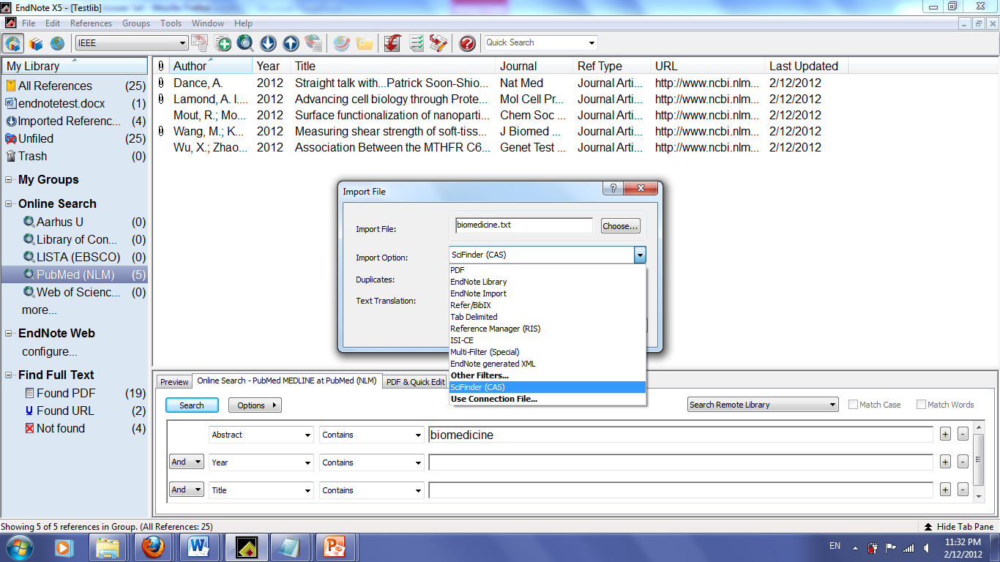 EndNote X5 - [Testlib]
File Edit References Groups Tools Window Help
IEEE
Quick Search
My Library
All References (25)
endnotetest.docx (1)
Imported Referenc... (4)
Unfiled (25)
Trash (0)
My Groups
Online Search
Aarhus U (0)
Library of Con... (0)
LISTA (EBSCO) (0)
PubMed (NLM) (5)
Web of Scienc... (0)
more...
EndNote Web
configure...
Find Full Text
Found PDF (19)
Found URL (2)
Not found (4)
Author Year Title Journal Ref Type URL Last Updated
Dance, A. 2012 Straight talk with...Patrick Soon-Shio... Nat Med Journal Arti... http://www.ncbi.nlm... 2/12/2012
Lamond, A. I.... 2012 Advancing cell biology through Prote... Mol Cell Pr... Journal Arti... http://www.ncbi.nlm... 2/12/2012
Mout, R.; Mo... 2012 Surface functionalization of nanoparti... Chem Soc ... Journal Arti... http://www.ncbi.nlm... 2/12/2012
Wang, M.; K... 2012 Measuring shear strength of soft-tiss... J Biomed ... Journal Arti... http://www.ncbi.nlm... 2/12/2012
Wu, X.; Zhao... 2012 Association Between the MTHFR C6... Genet Test ... Journal Arti... http://www.ncbi.nlm... 2/12/2012
Import File
Import File: biomedicine.txt Choose...
Import Option: SciFinder (CAS)
Duplicates:
Text Translation:
PDF
EndNote Library
EndNote Import
Refer/BibIX
Tab Delimited
Reference Manager (RIS)
ISI-CE
Multi-Filter (Special)
EndNote generated XML
Other Filters...
SciFinder (CAS)
Use Connection File...
Preview Online Search - PubMed MEDLINE at PubMed (NLM) PDF & Quick Edit
Search Options Search Remote Library Match Case Match Words
Abstract Contains biomedicine + -
And Year Contains + -
And Title Contains + -
Showing 5 of 5 references in Group. (All References: 25) Hide Tab Pane
EN 11:32 PM
2/12/2012